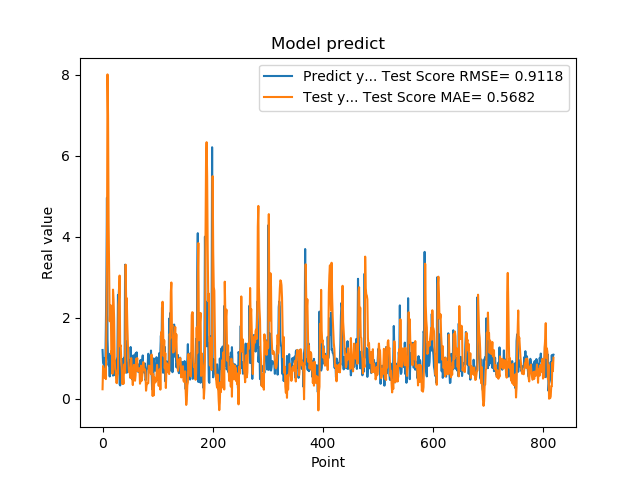 Model predict
Predict y... Test Score RMSE= 0.9118
Test y... Test Score MAE= 0.5682
Real value
8
6
4
2
0
0 200 400 600 800
Point